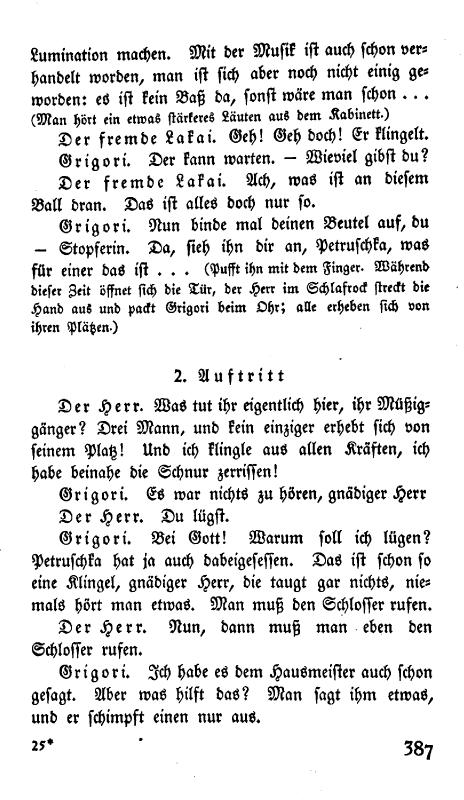 Lumination machen. Mit der Musik ist auch schon ver-
handelt worden, man ist sich aber noch nicht einig ge-
worden: es ist kein Baß da, sonst wäre man schon . . .
(Man hört ein etwas stärkeres Läuten aus dem Kabinett.)
Der fremde Lakai. Geh! Geh doch! Er klingelt.
Grigori. Der kann warten. — Wieviel gibst du?
Der fremde Lakai. Ach, was ist an diesem
Ball dran. Das ist alles doch nur so.
Grigori. Nun binde mal deinen Beutel auf, du
— Stopferin. Da, sieh ihn dir an, Petruschka, was
für einer das ist . . . (Pufft ihn mit dem Finger. Während
dieser Zeit öffnet sich die Tür, der Herr im Schlafrock streckt die
Hand aus und packt Grigori beim Ohr; alle erheben sich von
ihren Plätzen.)
2. Auftritt
Der Herr. Was tut ihr eigentlich hier, ihr Müßig-
gänger? Drei Mann, und kein einziger erhebt sich von
seinem Platz! Und ich klingle aus allen Kräften, ich
habe beinahe die Schnur zerrissen!
Grigori. Es war nichts zu hören, gnädiger Herr
Der Herr. Du lügst.
Grigori. Bei Gott! Warum soll ich lügen?
Petruschka hat ja auch dabeigesessen. Das ist schon so
eine Klingel, gnädiger Herr, die taugt gar nichts, nie-
mals hört man etwas. Man muß den Schlosser rufen.
Der Herr. Nun, dann muß man eben den
Schlosser rufen.
Grigori. Ich habe es dem Hausmeister auch schon
gesagt. Aber was hilft das? Man sagt ihm etwas,
und er schimpft einen nur aus.
25* 387